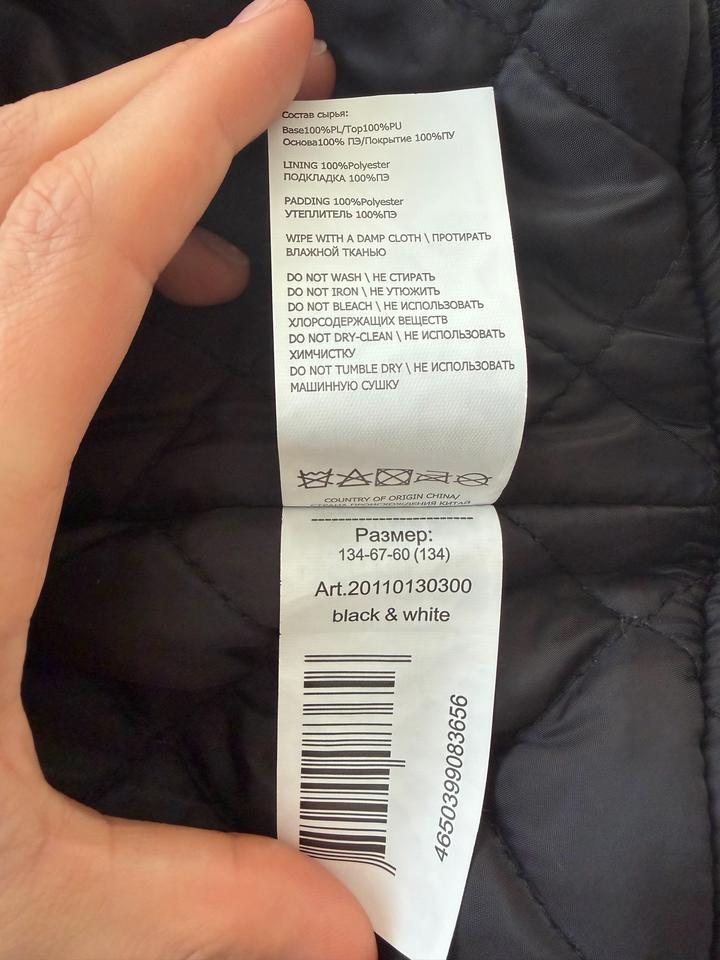 Состав сырья:
Base100%PL/Top100%PU
Основа100% ПЭ/Покрытие 100%ПУ
LINING 100%Polyester
ПОДКЛАДКА 100%ПЭ
PADDING 100%Polyester
УТЕПЛИТЕЛЬ 100%ПЭ
WIPE WITH A DAMP CLOTH \ ПРОТИРАТЬ
ВЛАЖНОЙ ТКАНЬЮ
DO NOT WASH \ НЕ СТИРАТЬ
DO NOT IRON \ НЕ УТЮЖИТЬ
DO NOT BLEACH \ НЕ ИСПОЛЬЗОВАТЬ
ХЛОРСОДЕРЖАЩИХ ВЕЩЕСТВ
DO NOT DRY-CLEAN \ НЕ ИСПОЛЬЗОВАТЬ
ХИМЧИСТКУ
DO NOT TUMBLE DRY \ НЕ ИСПОЛЬЗОВАТЬ
МАШИННУЮ СУШКУ
COUNTRY OF ORIGIN CHINA/
СТРАНА ПРОИСХОЖДЕНИЯ КИТАЙ
Размер:
134-67-60 (134)
Art.20110130300
black & white
4650399083656